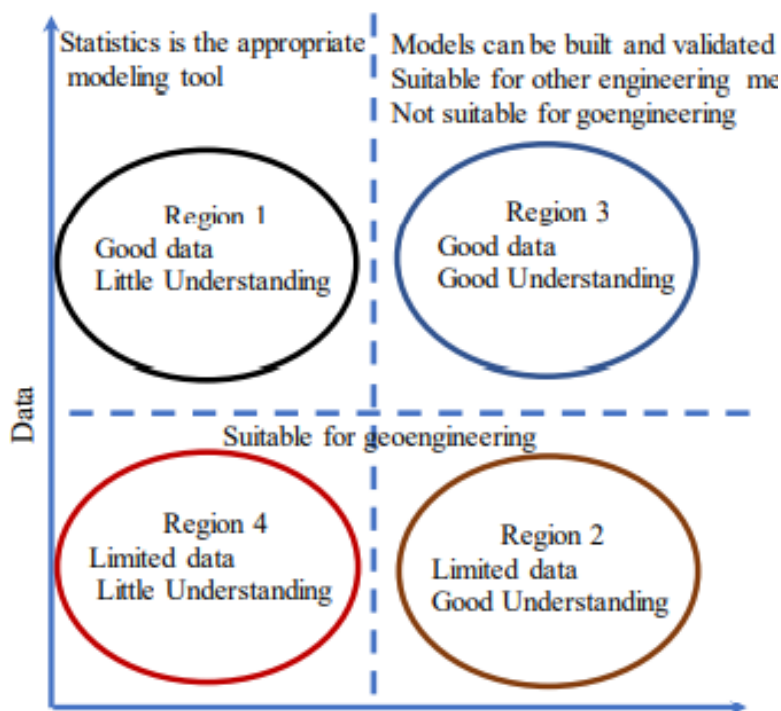 Statistics is the appropriate
modeling tool
Models can be built and validated
Suitable for other engineering me
Not suitable for goengineering
Region 1
Good data
Little Understanding
Region 3
Good data
Good Understanding
Data
Suitable for geoengineering
Region 4
Limited data
Little Understanding
Region 2
Limited data
Good Understanding